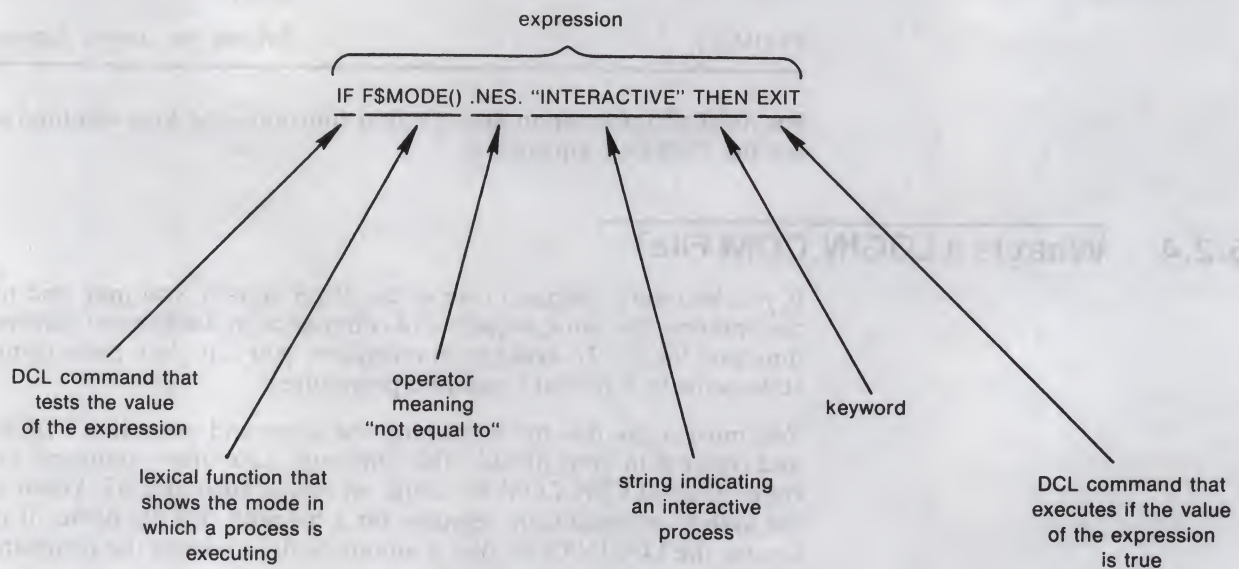 expression
IF F$MODE() .NES. “INTERACTIVE” THEN EXIT
DCL command that
tests the value
of the expression
lexical function that
shows the mode in
which a process is
executing
operator
meaning
“not equal to”
string indicating
an interactive
process
keyword
DCL command that
executes if the value
of the expression
is true